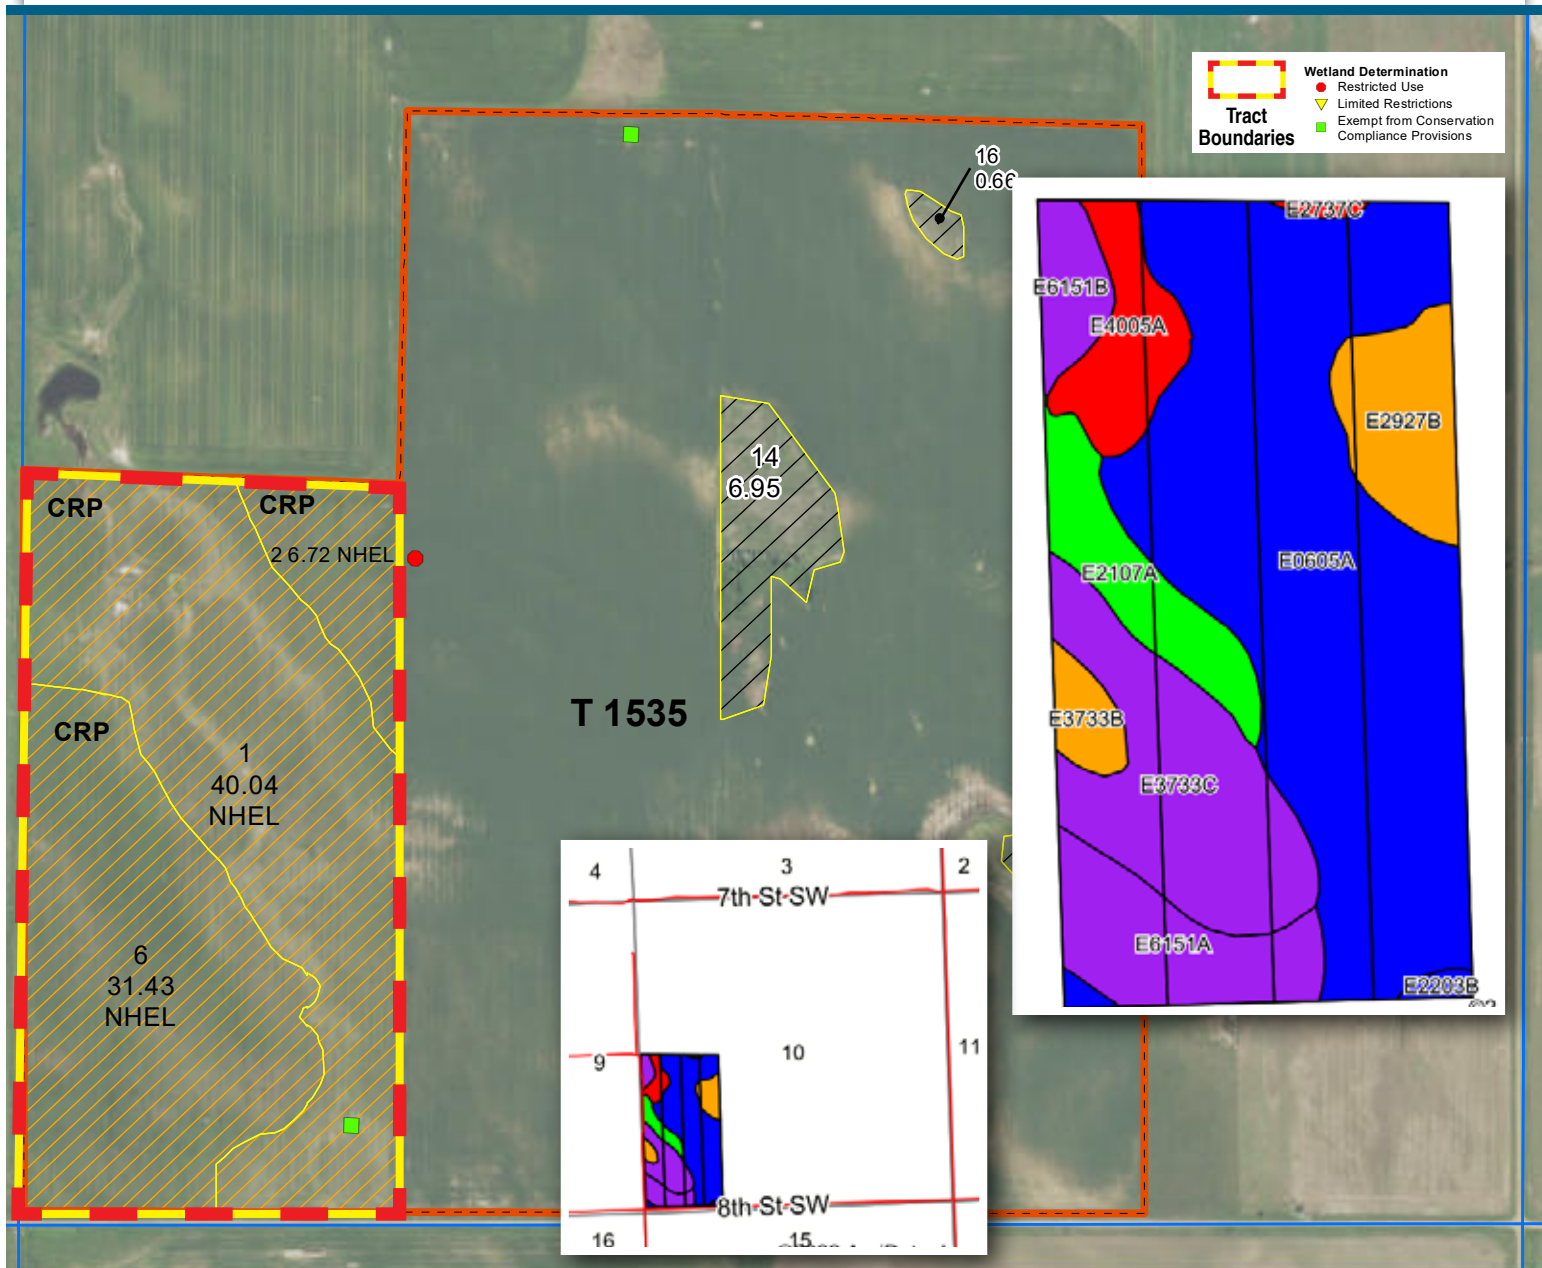 Wetland Determination
Restricted Use
Limited Restrictions
Exempt from Conservation
Compliance Provisions
Tract
Boundaries
16
0.66
E2737C
E6151B
E4005A
E2927B
E2107A
E0605A
E3733B
E3733C
E6151A
E2203B
14
6.95
CRP
CRP
2 6.72 NHEL
T 1535
CRP
1
40.04
NHEL
6
31.43
NHEL
4
3
2
7th St SW
9
10
11
8th St SW
16
15